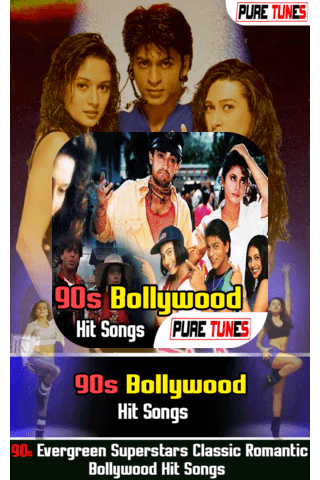 PURE TUNES
90s Bollywood
Hit Songs PURE TUNES
90s Bollywood
Hit Songs
90s Evergreen Superstars Classic Romantic
Bollywood Hit Songs